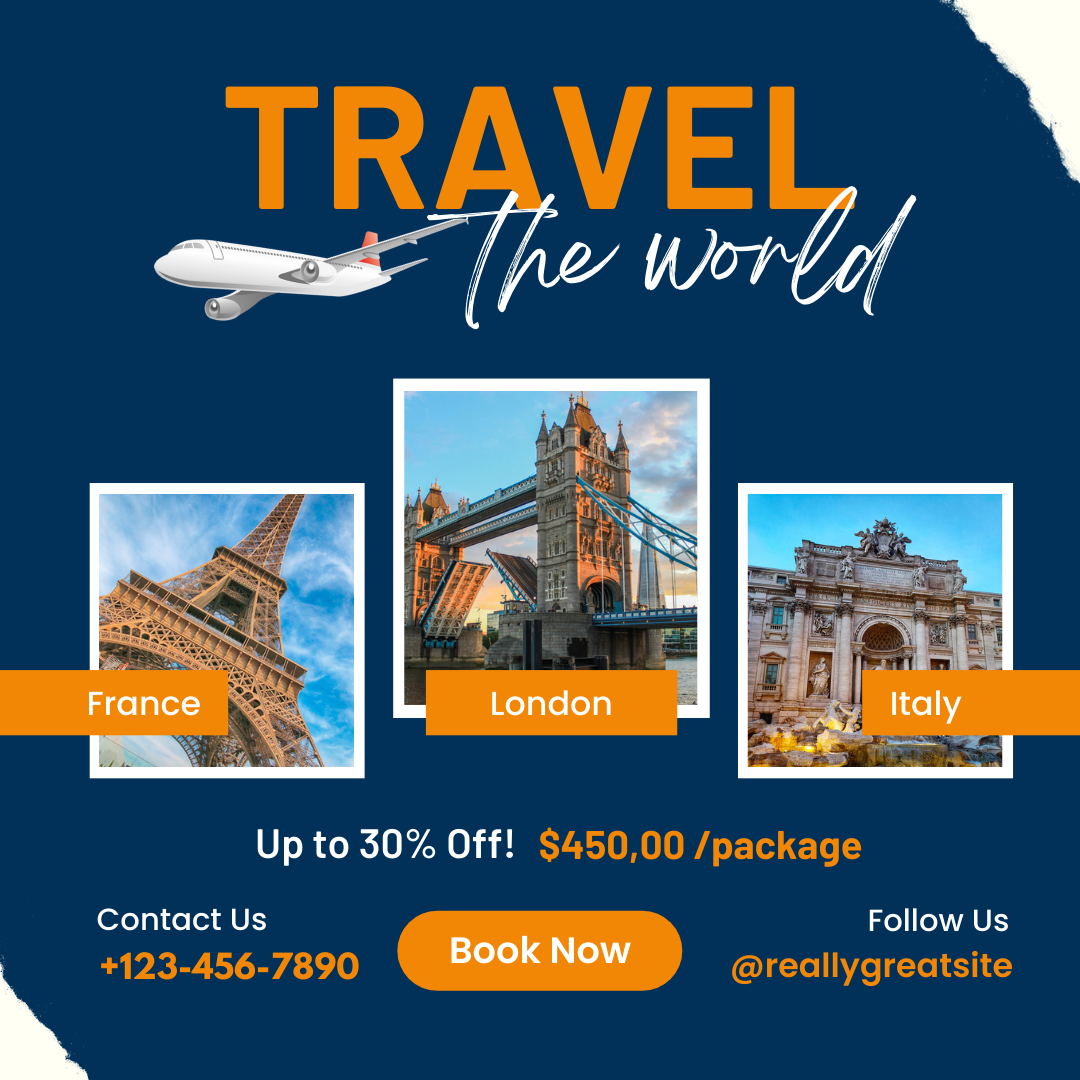 TRAVEL
the world
France
London
Italy
Up to 30% Off! $450,00 /package
Contact Us
+123-456-7890
Book Now
Follow Us
@reallygreatsite